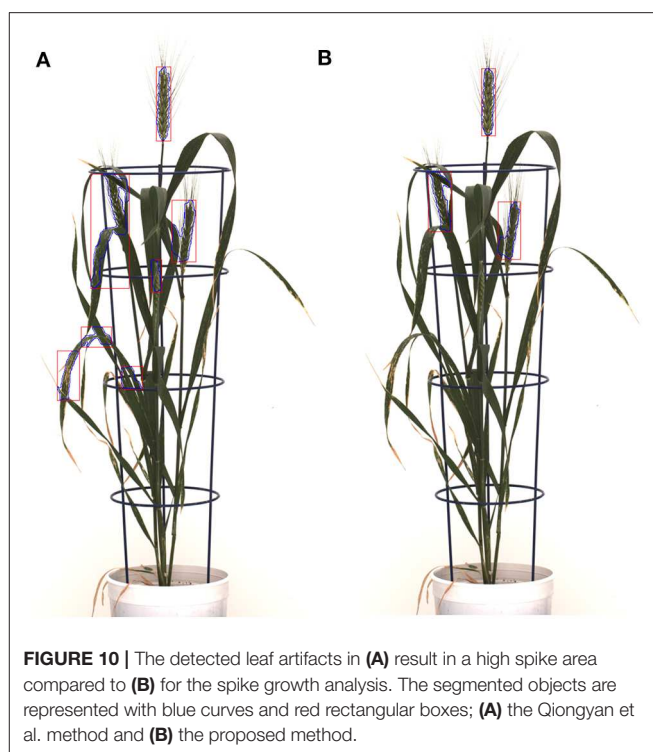 A
B
FIGURE 10 | The detected leaf artifacts in (A) result in a high spike area
compared to (B) for the spike growth analysis. The segmented objects are
represented with blue curves and red rectangular boxes; (A) the Qiongyan et
al. method and (B) the proposed method.